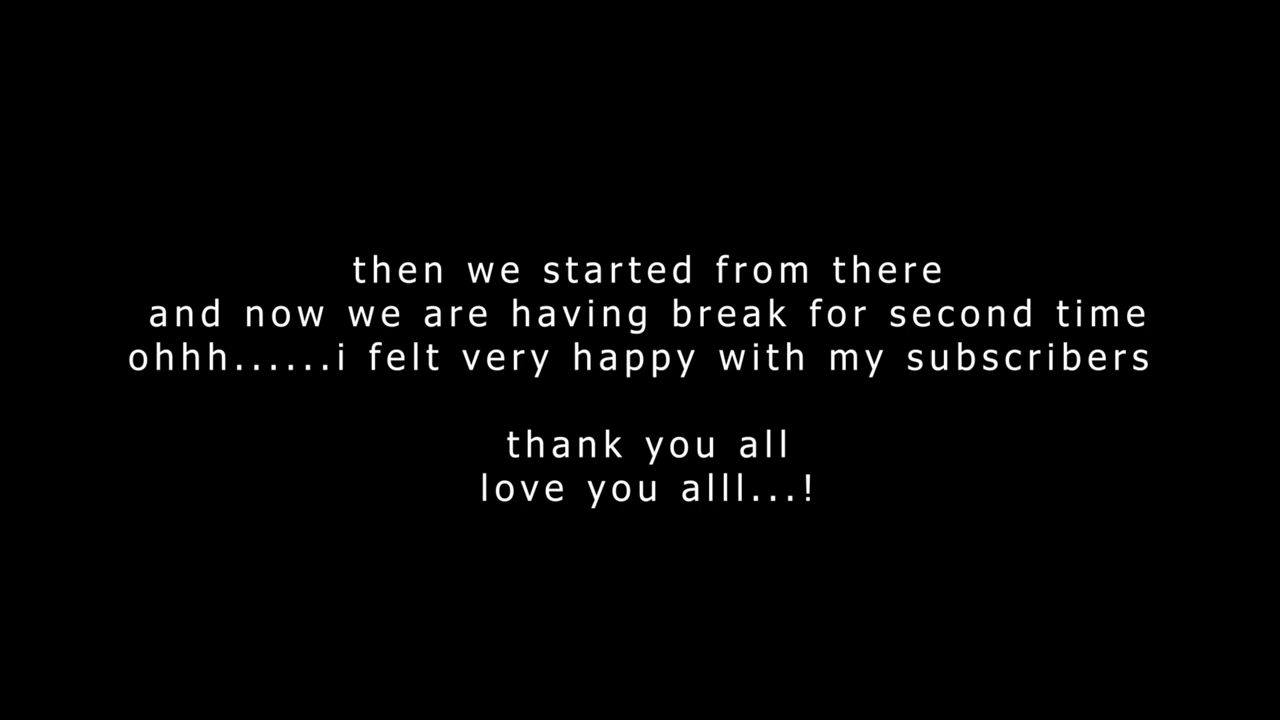 then we started from there
and now we are having break for second time
ohhh......i felt very happy with my subscribers
thank you all
love you alll...!